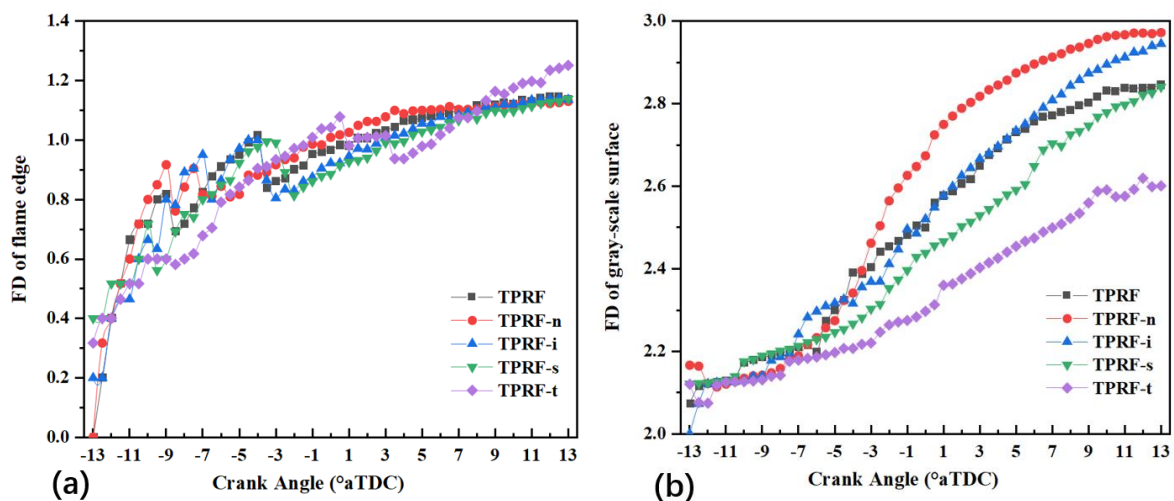 1.4
1.2
1.0
0.8
0.6
0.4
0.2
0.0
FD of flame edge
TPRF
TPRF-n
TPRF-i
TPRF-s
TPRF-t
-13 -11 -9 -7 -5 -3 -1 1 3 5 7 9 11 13
Crank Angle (°aTDC)
(a)
3.0
2.8
2.6
2.4
2.2
2.0
FD of gray-scale surface
TPRF
TPRF-n
TPRF-i
TPRF-s
TPRF-t
-13 -11 -9 -7 -5 -3 -1 1 3 5 7 9 11 13
Crank Angle (°aTDC)
(b)